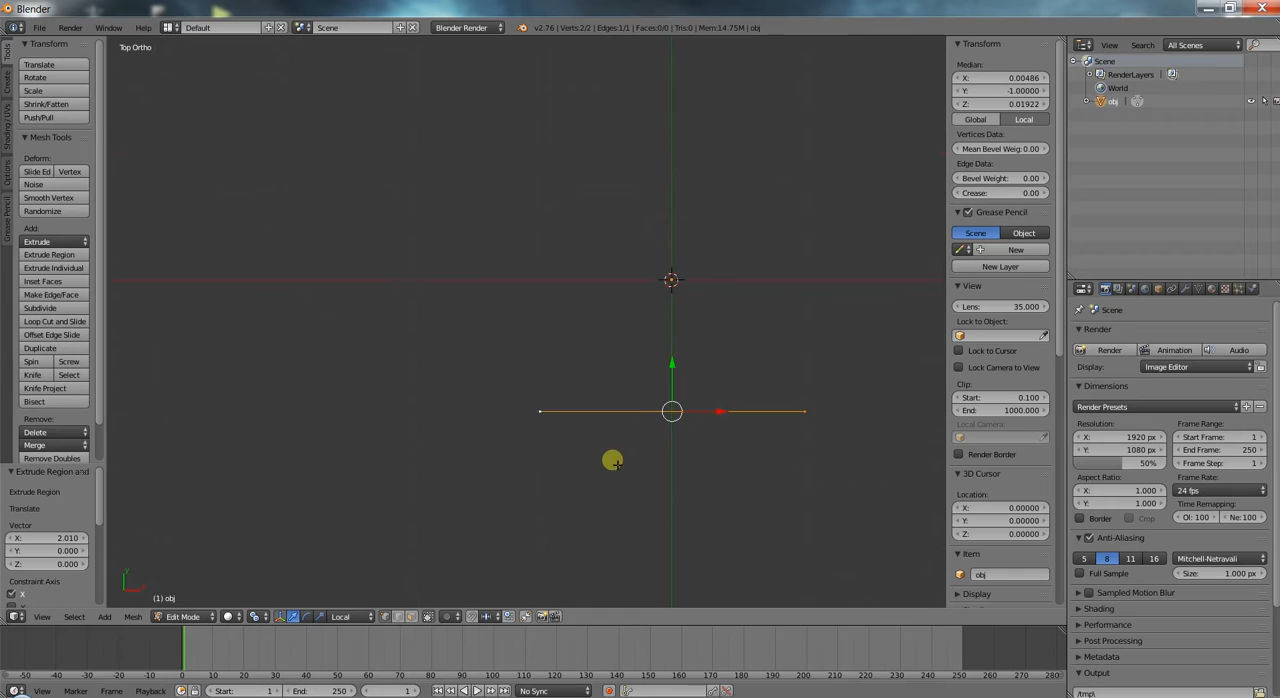 Blender
File
Render
Window
Help
Default
Scene
Blender Render
v2.76 | Verts:2/2 | Edges:1/1 | Faces:0/0 | Tris:0 | Mem:14.75M | obj
Tools
Create
Shading / UVs
Options
Grease Pencil
Transform
Translate
Rotate
Scale
Shrink/Fatten
Push/Pull
Mesh Tools
Deform:
Slide Ed
Vertex
Noise
Smooth Vertex
Randomize
Add:
Extrude
Extrude Region
Extrude Individual
Inset Faces
Make Edge/Face
Subdivide
Loop Cut and Slide
Offset Edge Slide
Duplicate
Spin
Screw
Knife
Select
Knife Project
Bisect
Remove:
Delete
Merge
Remove Doubles
Extrude Region and
Extrude Region
Translate
Vector
X: 2.010
Y: 0.000
Z: 0.000
Constraint Axis
X
Top Ortho
y
(1) obj
View
Select
Add
Mesh
Edit Mode
Local
Transform
Median:
X: 0.00486
Y: -1.00000
Z: 0.01922
Global
Local
Vertices Data:
Mean Bevel Weig: 0.00
Edge Data:
Bevel Weight: 0.00
Crease: 0.00
Grease Pencil
Scene
Object
New
New Layer
View
Lens: 35.000
Lock to Object:
Lock to Cursor
Lock Camera to View
Clip:
Start: 0.100
End: 1000.000
Local Camera:
Render Border
3D Cursor
Location:
X: 0.00000
Y: 0.00000
Z: 0.00000
Item
obj
Display
View
Search
All Scenes
Scene
RenderLayers
World
obj
Scene
Render
Render
Animation
Audio
Display:
Image Editor
Dimensions
Render Presets
Resolution:
Frame Range:
X: 1920 px
Start Frame: 1
Y: 1080 px
End Frame: 250
50%
Frame Step: 1
Aspect Ratio:
Frame Rate:
X: 1.000
24 fps
Y: 1.000
Time Remapping:
Border
Crop
Ol: 100
Ne: 100
Anti-Aliasing
5
8
11
16
Mitchell-Netravali
Full Sample
Size: 1.000 px
Sampled Motion Blur
Shading
Performance
Post Processing
Metadata
Output
/tmp\
-50 -40 -30 -20 -10 0 10 20 30 40 50 60 70 80 90 100 110 120 130 140 150 160 170 180 190 200 210 220 230 240 250 260 270 280
View
Marker
Frame
Playback
Start: 1
End: 250
1
No Sync